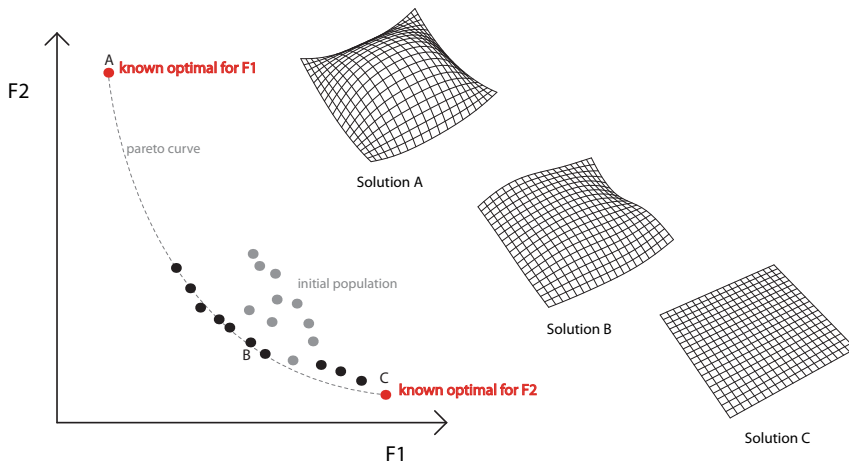 F2
A
known optimal for F1
pareto curve
initial population
B
C
known optimal for F2
F1
Solution A
Solution B
Solution C